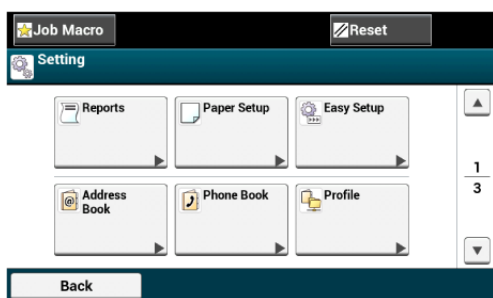 Job Macro
Reset
Setting
Reports
Paper Setup
Easy Setup
1
3
Address
Book
Phone Book
Profile
Back